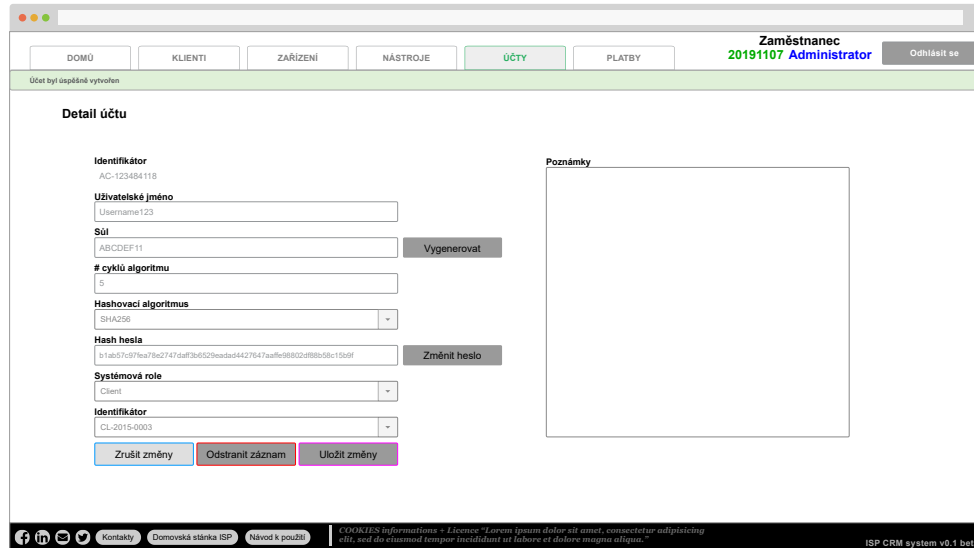 Zaměstnanec
DOMŮ KLIENTI ZAŘÍZENÍ NÁSTROJE ÚČTY PLATBY 20191107 Administrator Odhlásit se
Účet byl úspěšně vytvořen
Detail účtu
Identifikátor
AC-123484118
Uživatelské jméno
Username123
Sůl
ABCDEF11 Vygenerovat
# cyklů algoritmu
5
Hashovací algoritmus
SHA256
Hash hesla
b1ab57c97fea78e2747daff3b6529eadad4427647aaffe98802df88b58c15b9f Změnit heslo
Systémová role
Client
Identifikátor
CL-2015-0003
Zrušit změny Odstranit záznam Uložit změny
Poznámky
Kontakty Domovská stánka ISP Návod k použití
COOKIES informations + Licence “Lorem ipsum dolor sit amet, consectetur adipisicing
elit, sed do eiusmod tempor incididunt ut labore et dolore magna aliqua.”
ISP CRM system v0.1 bet